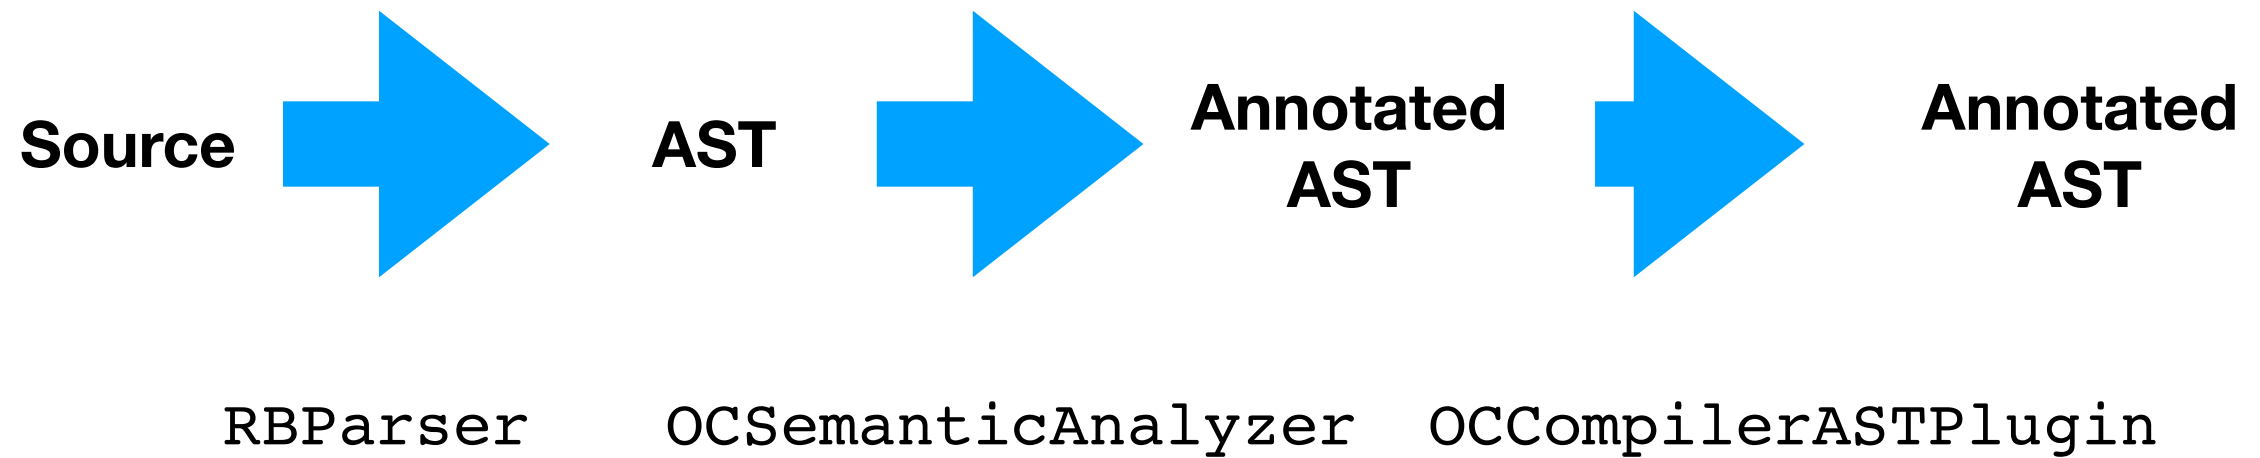 Source
AST
Annotated
AST
Annotated
AST
RBParser
OCSemanticAnalyzer
OCCompilerASTPlugin